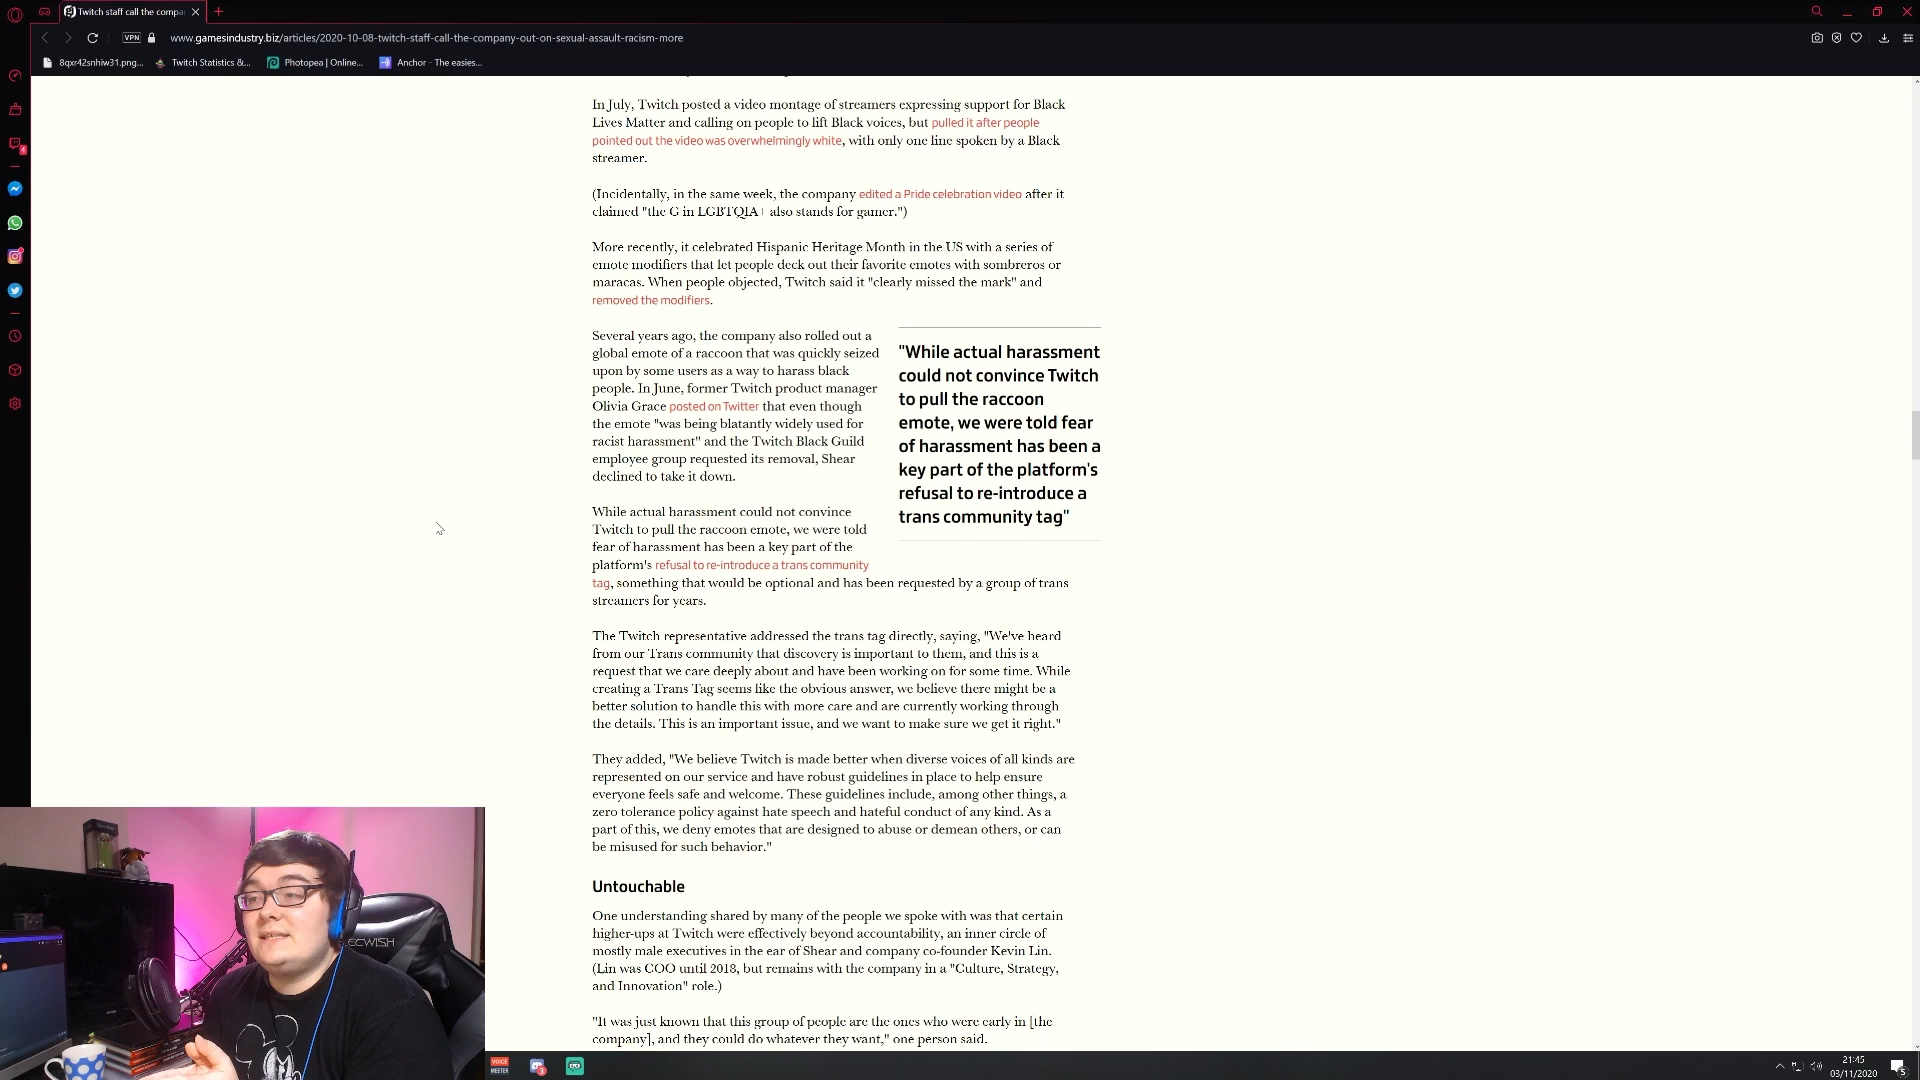 Twitch staff call the compa
www.gamesindustry.biz/articles/2020-10-08-twitch-staff-call-the-company-out-on-sexual-assault-racism-more
VPN
8qxr42snhiw31.png...
Twitch Statistics &...
Photopea | Online...
Anchor - The easies...
In July, Twitch posted a video montage of streamers expressing support for Black
Lives Matter and calling on people to lift Black voices, but pulled it after people
pointed out the video was overwhelmingly white, with only one line spoken by a Black
streamer.
(Incidentally, in the same week, the company edited a Pride celebration video after it
claimed "the G in LGBTQIA+ also stands for gamer.")
More recently, it celebrated Hispanic Heritage Month in the US with a series of
emote modifiers that let people deck out their favorite emotes with sombreros or
maracas. When people objected, Twitch said it "clearly missed the mark" and
removed the modifiers.
Several years ago, the company also rolled out a
global emote of a raccoon that was quickly seized
upon by some users as a way to harass black
people. In June, former Twitch product manager
Olivia Grace posted on Twitter that even though
the emote "was being blatantly widely used for
racist harassment" and the Twitch Black Guild
employee group requested its removal, Shear
declined to take it down.
"While actual harassment
could not convince Twitch
to pull the raccoon
emote, we were told fear
of harassment has been a
key part of the platform's
refusal to re-introduce a
trans community tag"
While actual harassment could not convince
Twitch to pull the raccoon emote, we were told
fear of harassment has been a key part of the
platform's refusal to re-introduce a trans community
tag, something that would be optional and has been requested by a group of trans
streamers for years.
The Twitch representative addressed the trans tag directly, saying, "We've heard
from our Trans community that discovery is important to them, and this is a
request that we care deeply about and have been working on for some time. While
creating a Trans Tag seems like the obvious answer, we believe there might be a
better solution to handle this with more care and are currently working through
the details. This is an important issue, and we want to make sure we get it right."
They added, "We believe Twitch is made better when diverse voices of all kinds are
represented on our service and have robust guidelines in place to help ensure
everyone feels safe and welcome. These guidelines include, among other things, a
zero tolerance policy against hate speech and hateful conduct of any kind. As a
part of this, we deny emotes that are designed to abuse or demean others, or can
be misused for such behavior."
Untouchable
One understanding shared by many of the people we spoke with was that certain
higher-ups at Twitch were effectively beyond accountability, an inner circle of
mostly male executives in the ear of Shear and company co-founder Kevin Lin.
(Lin was COO until 2018, but remains with the company in a "Culture, Strategy,
and Innovation" role.)
"It was just known that this group of people are the ones who were early in [the
company], and they could do whatever they want," one person said.
VOICE
MEETER
21:45
03/11/2020